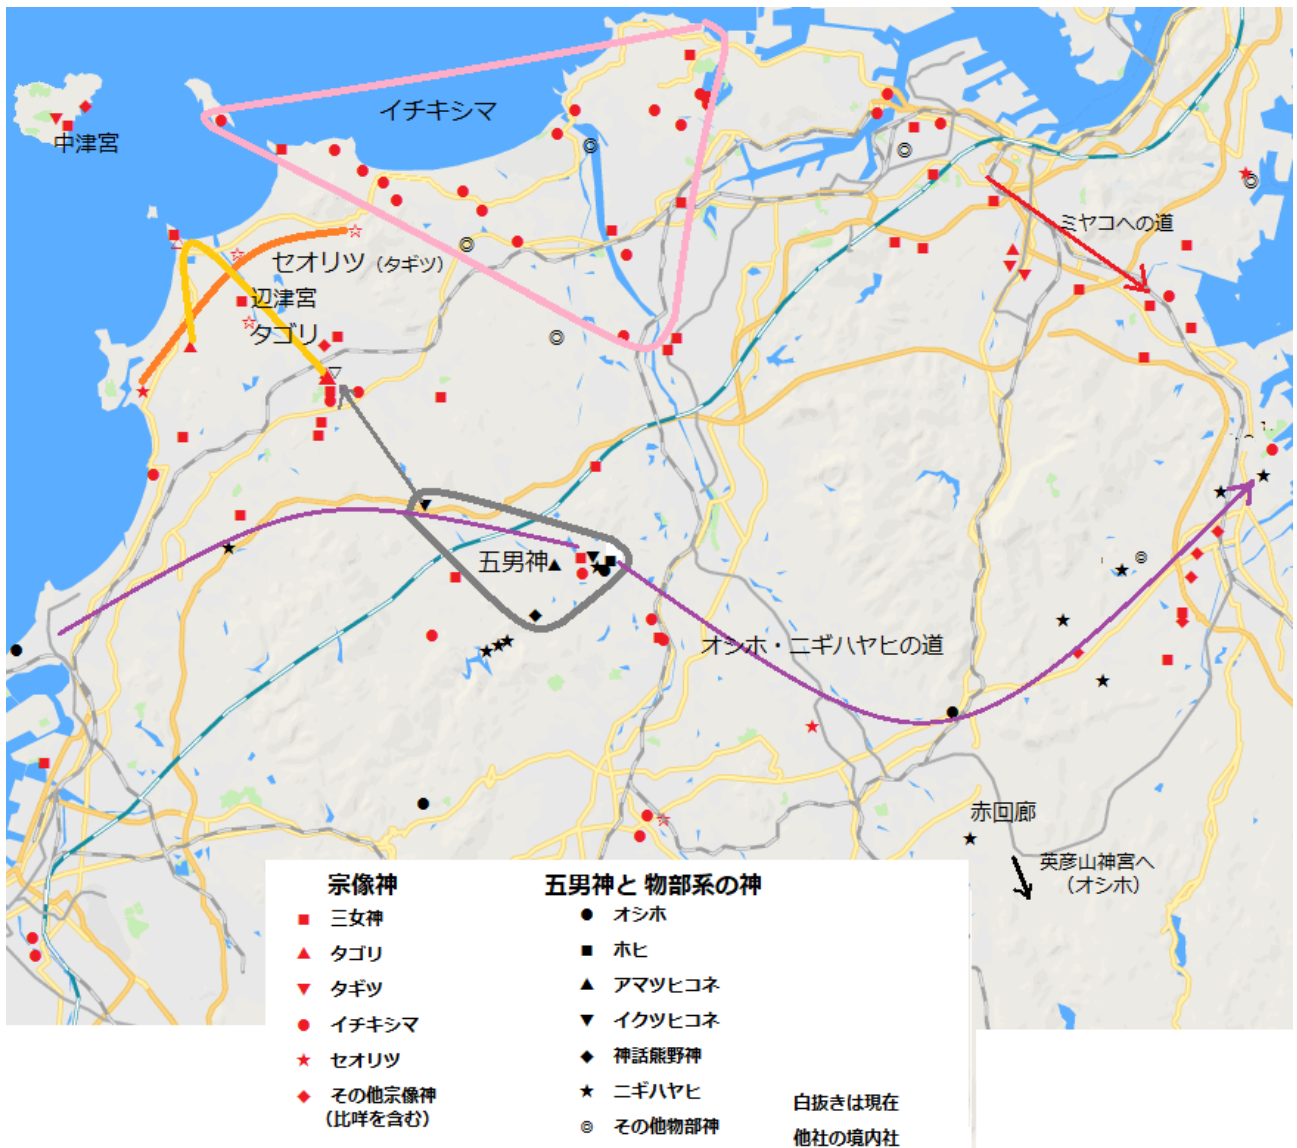 イチキシマ
中津宮
ミヤコへの道
セオリツ（タギツ）
辺津宮
タゴリ
五男神
オシホ・ニギハヤヒの道
赤回廊
英彦山神宮へ
（オシホ）
宗像神
三女神
タゴリ
タギツ
イチキシマ
セオリツ
その他宗像神
（比咩を含む）
五男神と 物部系の神
オシホ
ホヒ
アマツヒコネ
イクツヒコネ
神話熊野神
ニギハヤヒ
その他物部神
白抜きは現在
他社の境内社